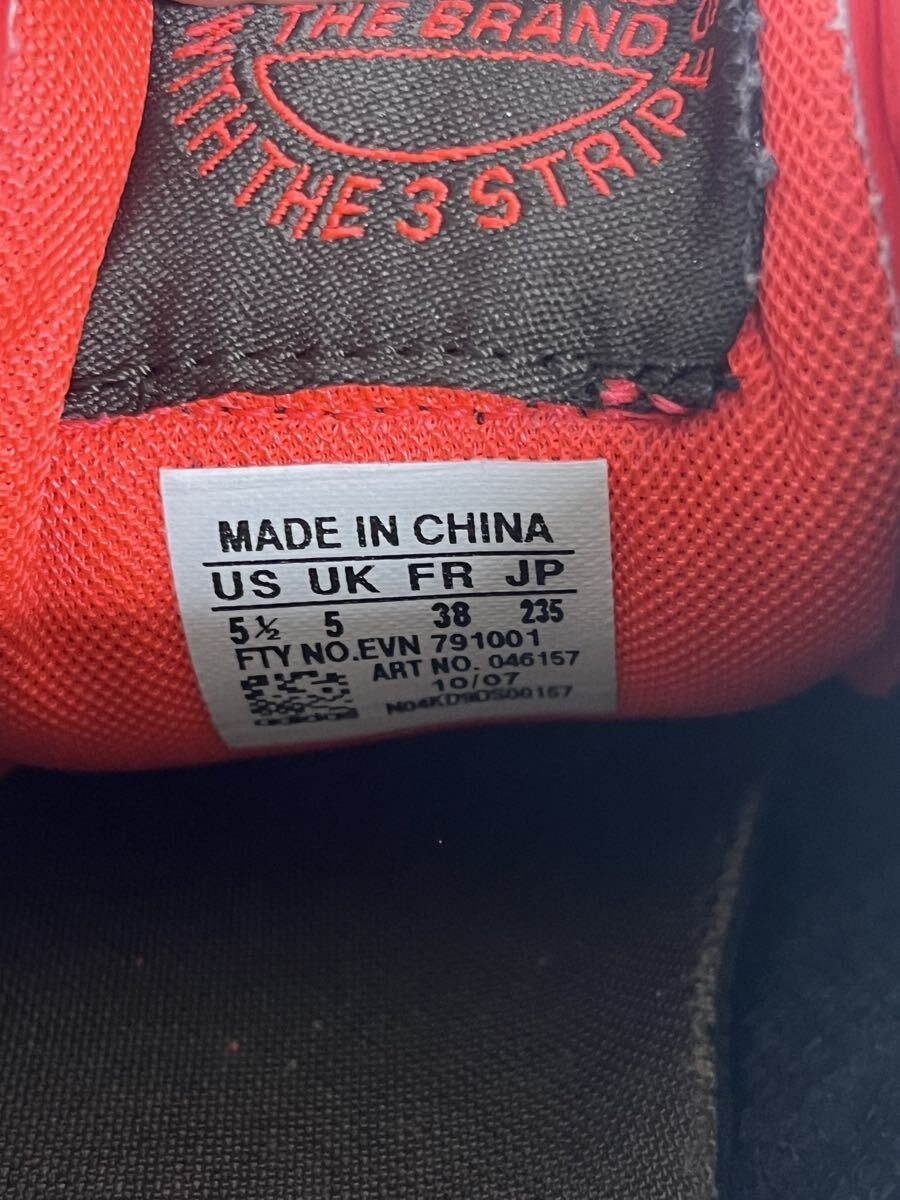 THE BRAND
WITH THE 3 STRIPES
MADE IN CHINA
US UK FR JP
5½ 5 38 235
FTY NO.EVN 791001
ART NO. 046157
10/07
N04KD9DS00157
adidas